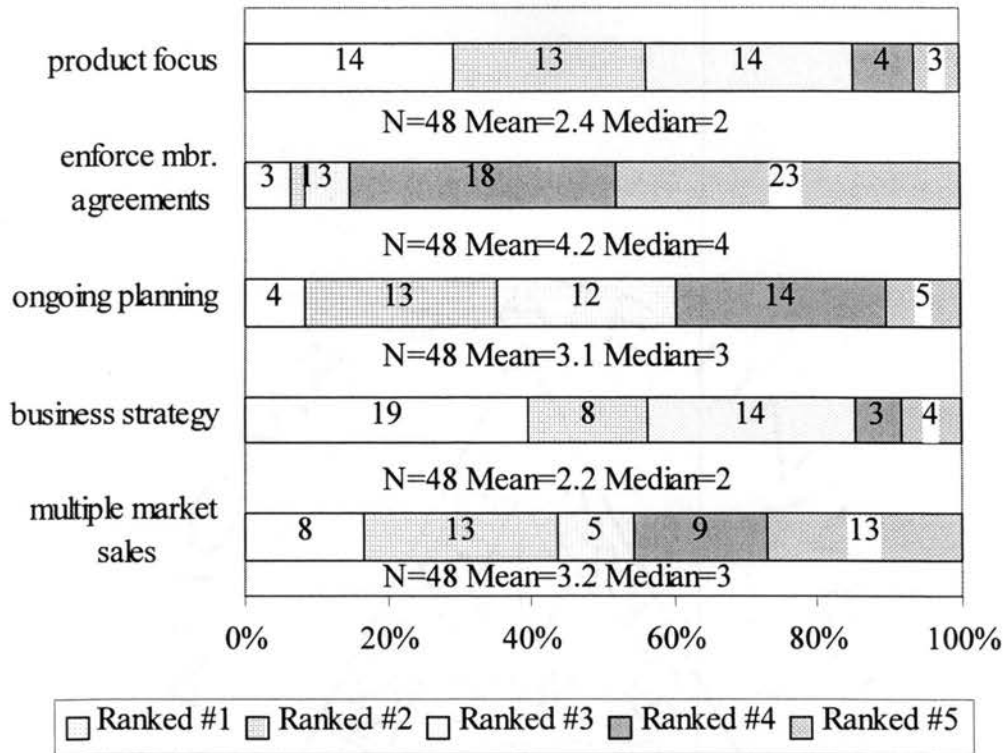 product focus
14 13 14 4 3
N=48 Mean=2.4 Median=2
enforce mbr.
agreements
3 1 3 18 23
N=48 Mean=4.2 Median=4
ongoing planning
4 13 12 14 5
N=48 Mean=3.1 Median=3
business strategy
19 8 14 3 4
N=48 Mean=2.2 Median=2
multiple market
sales
8 13 5 9 13
N=48 Mean=3.2 Median=3
0% 20% 40% 60% 80% 100%
Ranked #1 Ranked #2 Ranked #3 Ranked #4 Ranked #5